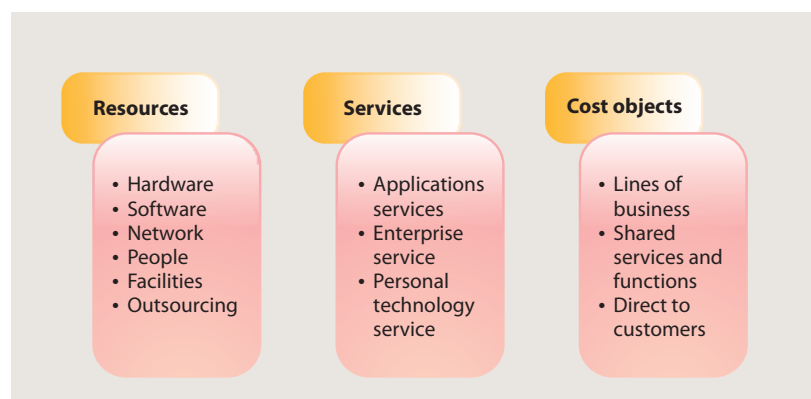 Resources
• Hardware
• Software
• Network
• People
• Facilities
• Outsourcing
Services
• Applications
services
• Enterprise
service
• Personal
technology
service
Cost objects
• Lines of
business
• Shared
services and
functions
• Direct to
customers